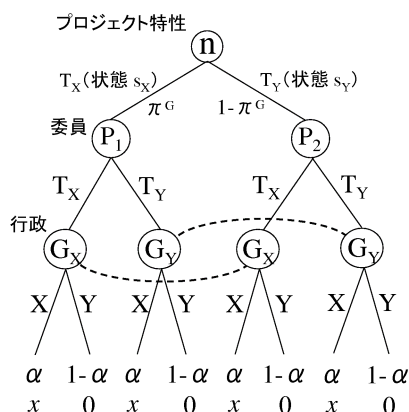 プロジェクト特性
n
T_X(状態 s_X) T_Y(状態 s_Y)
π^G 1-π^G
委員 P_1 P_2
T_X T_Y T_X T_Y
行政 G_X G_Y G_X G_Y
X Y X Y X Y X Y
α 1-α α 1-α α 1-α α 1-α
x 0 x 0 x 0 x 0